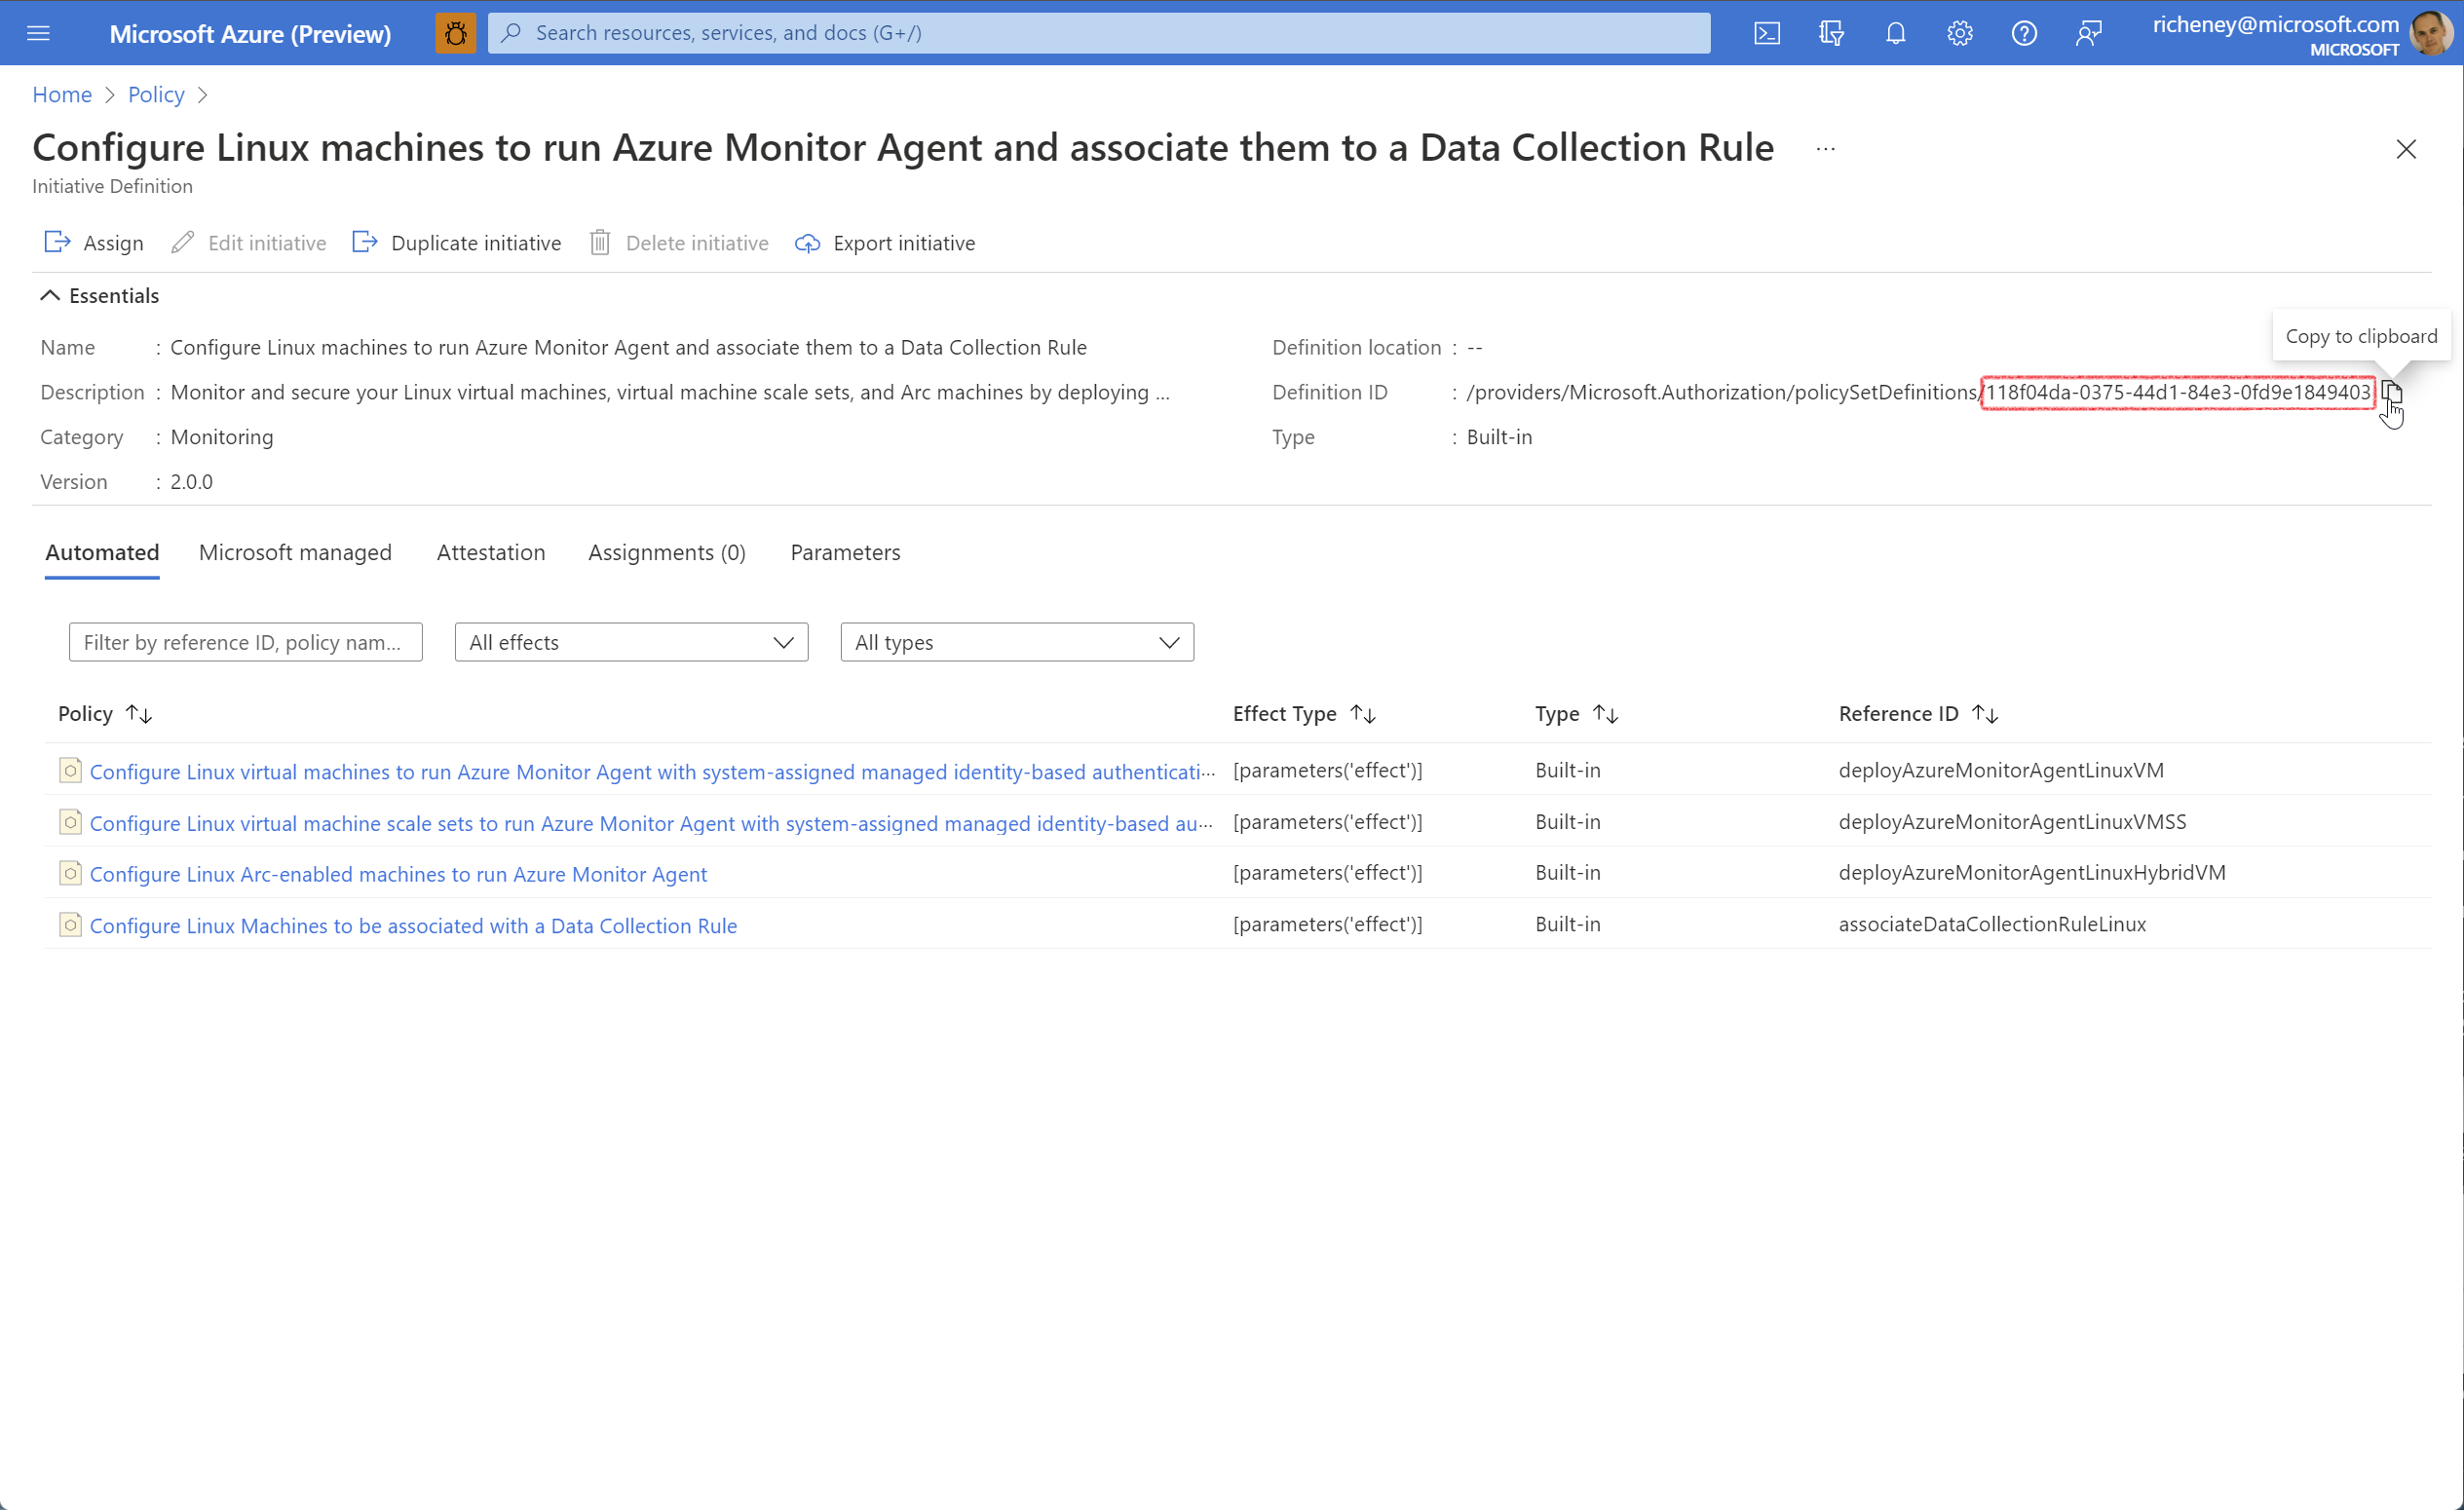 Microsoft Azure (Preview)
Search resources, services, and docs (G+/)
richeney@microsoft.com
MICROSOFT
Home > Policy >
Configure Linux machines to run Azure Monitor Agent and associate them to a Data Collection Rule ...
Initiative Definition
Assign Edit initiative Duplicate initiative Delete initiative Export initiative
Essentials
Copy to clipboard
Name : Configure Linux machines to run Azure Monitor Agent and associate them to a Data Collection Rule
Definition location : --
Description : Monitor and secure your Linux virtual machines, virtual machine scale sets, and Arc machines by deploying ...
Definition ID : /providers/Microsoft.Authorization/policySetDefinitions/118f04da-0375-44d1-84e3-0fd9e1849403
Category : Monitoring
Type : Built-in
Version : 2.0.0
Automated Microsoft managed Attestation Assignments (0) Parameters
Filter by reference ID, policy nam... All effects All types
Policy Effect Type Type Reference ID
Configure Linux virtual machines to run Azure Monitor Agent with system-assigned managed identity-based authenticati... [parameters('effect')] Built-in deployAzureMonitorAgentLinuxVM
Configure Linux virtual machine scale sets to run Azure Monitor Agent with system-assigned managed identity-based au... [parameters('effect')] Built-in deployAzureMonitorAgentLinuxVMSS
Configure Linux Arc-enabled machines to run Azure Monitor Agent [parameters('effect')] Built-in deployAzureMonitorAgentLinuxHybridVM
Configure Linux Machines to be associated with a Data Collection Rule [parameters('effect')] Built-in associateDataCollectionRuleLinux